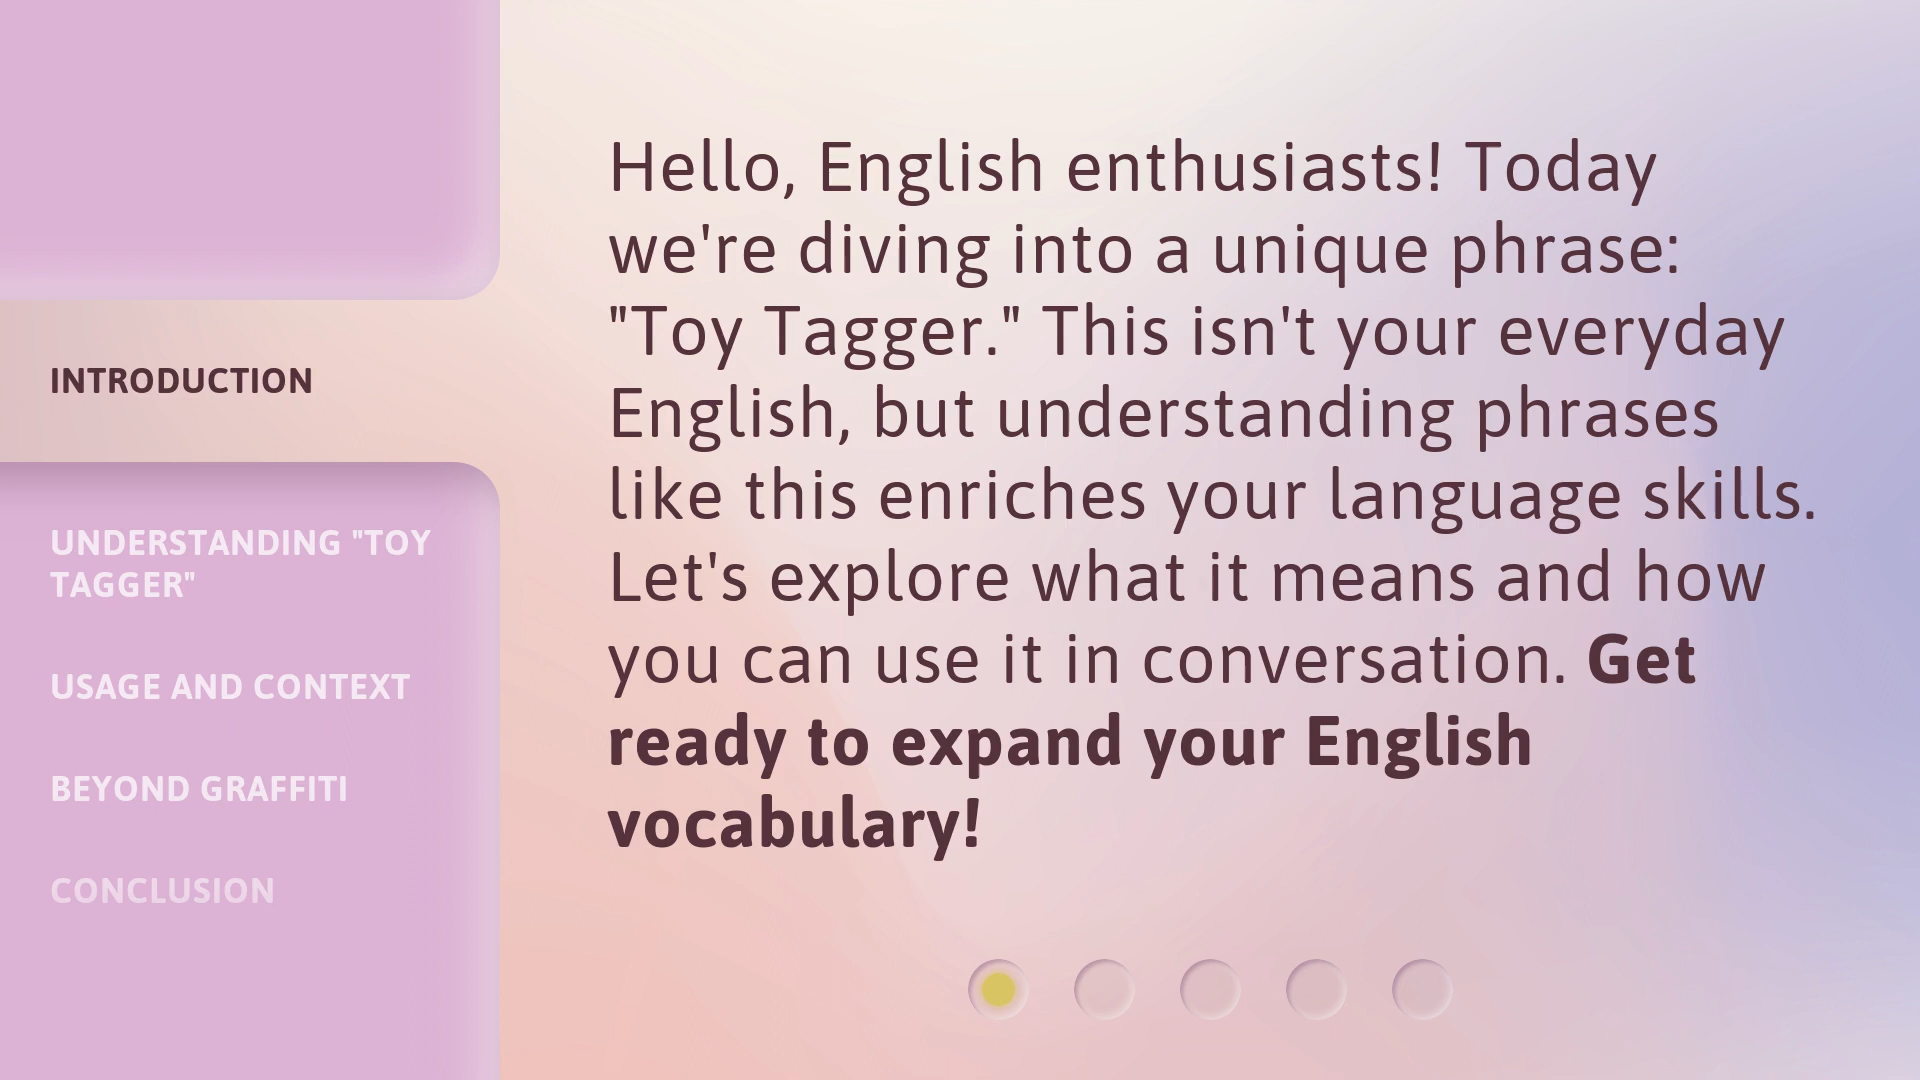 INTRODUCTION
UNDERSTANDING "TOY
TAGGER"
USAGE AND CONTEXT
BEYOND GRAFFITI
CONCLUSION
Hello, English enthusiasts! Today
we're diving into a unique phrase:
"Toy Tagger." This isn't your everyday
English, but understanding phrases
like this enriches your language skills.
Let's explore what it means and how
you can use it in conversation. Get
ready to expand your English
vocabulary!